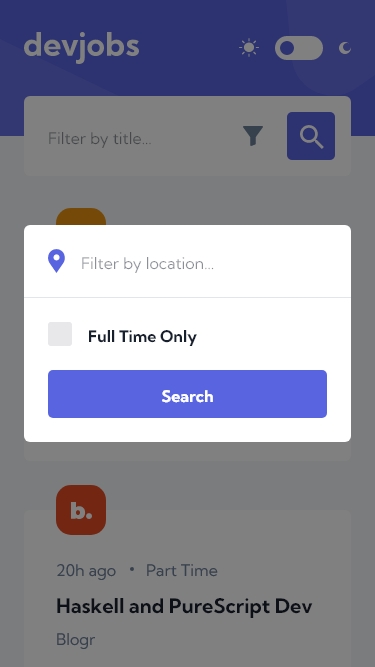 devjobs
Filter by title...
Filter by location...
Full Time Only
Search
b.
20h ago • Part Time
Haskell and PureScript Dev
Blogr